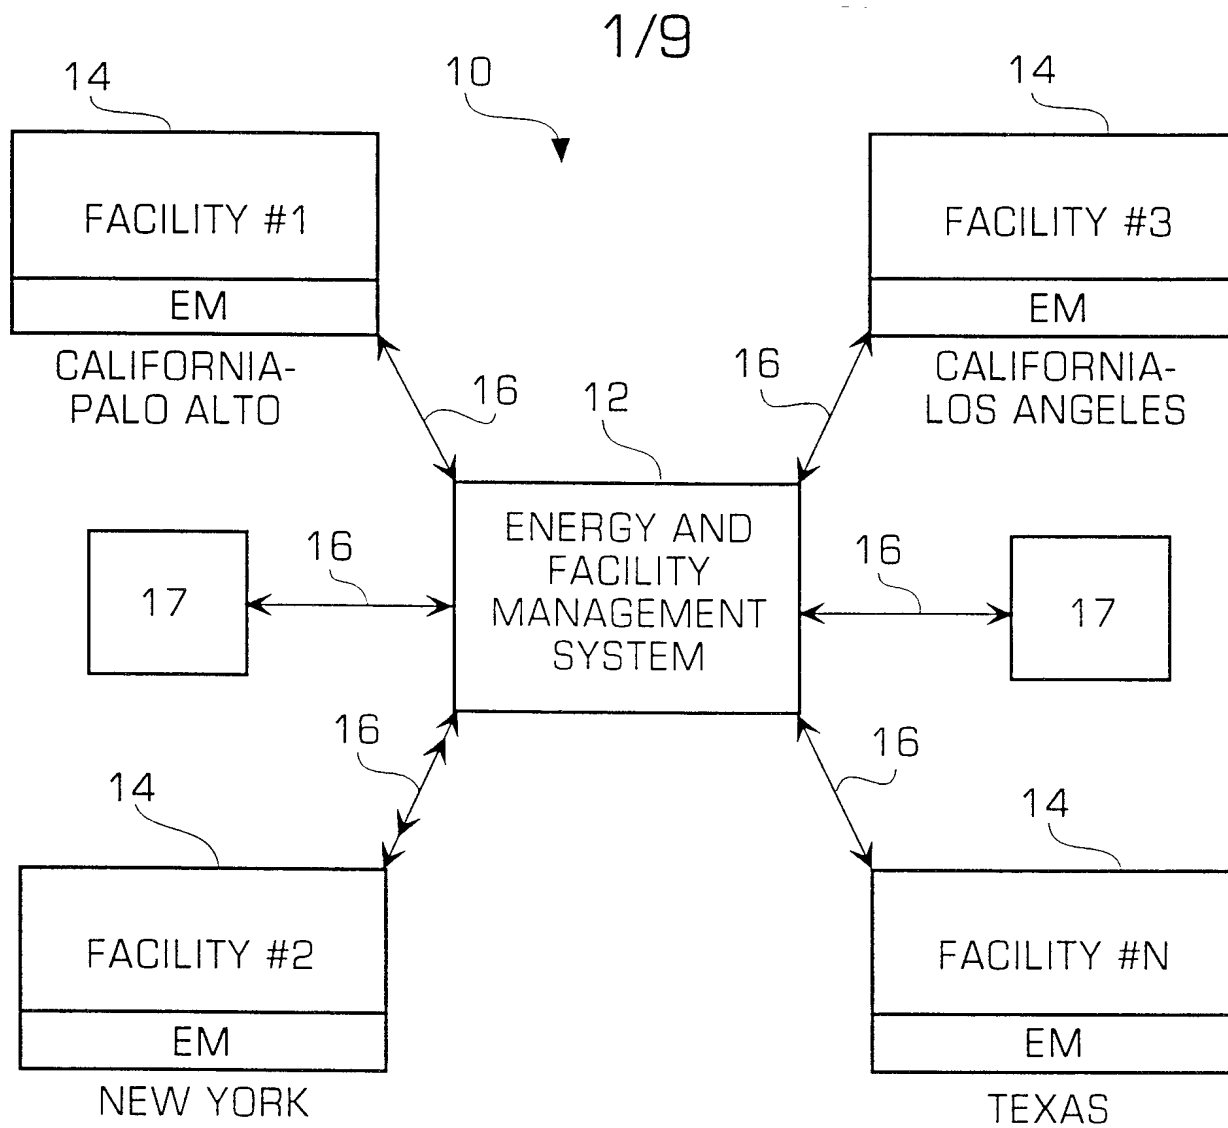 1/9
14
10
14
FACILITY #1
EM
CALIFORNIA-
PALO ALTO
FACILITY #3
EM
CALIFORNIA-
LOS ANGELES
16
12
16
ENERGY AND
FACILITY
MANAGEMENT
SYSTEM
16
17
16
17
16
16
14
14
FACILITY #2
EM
NEW YORK
FACILITY #N
EM
TEXAS